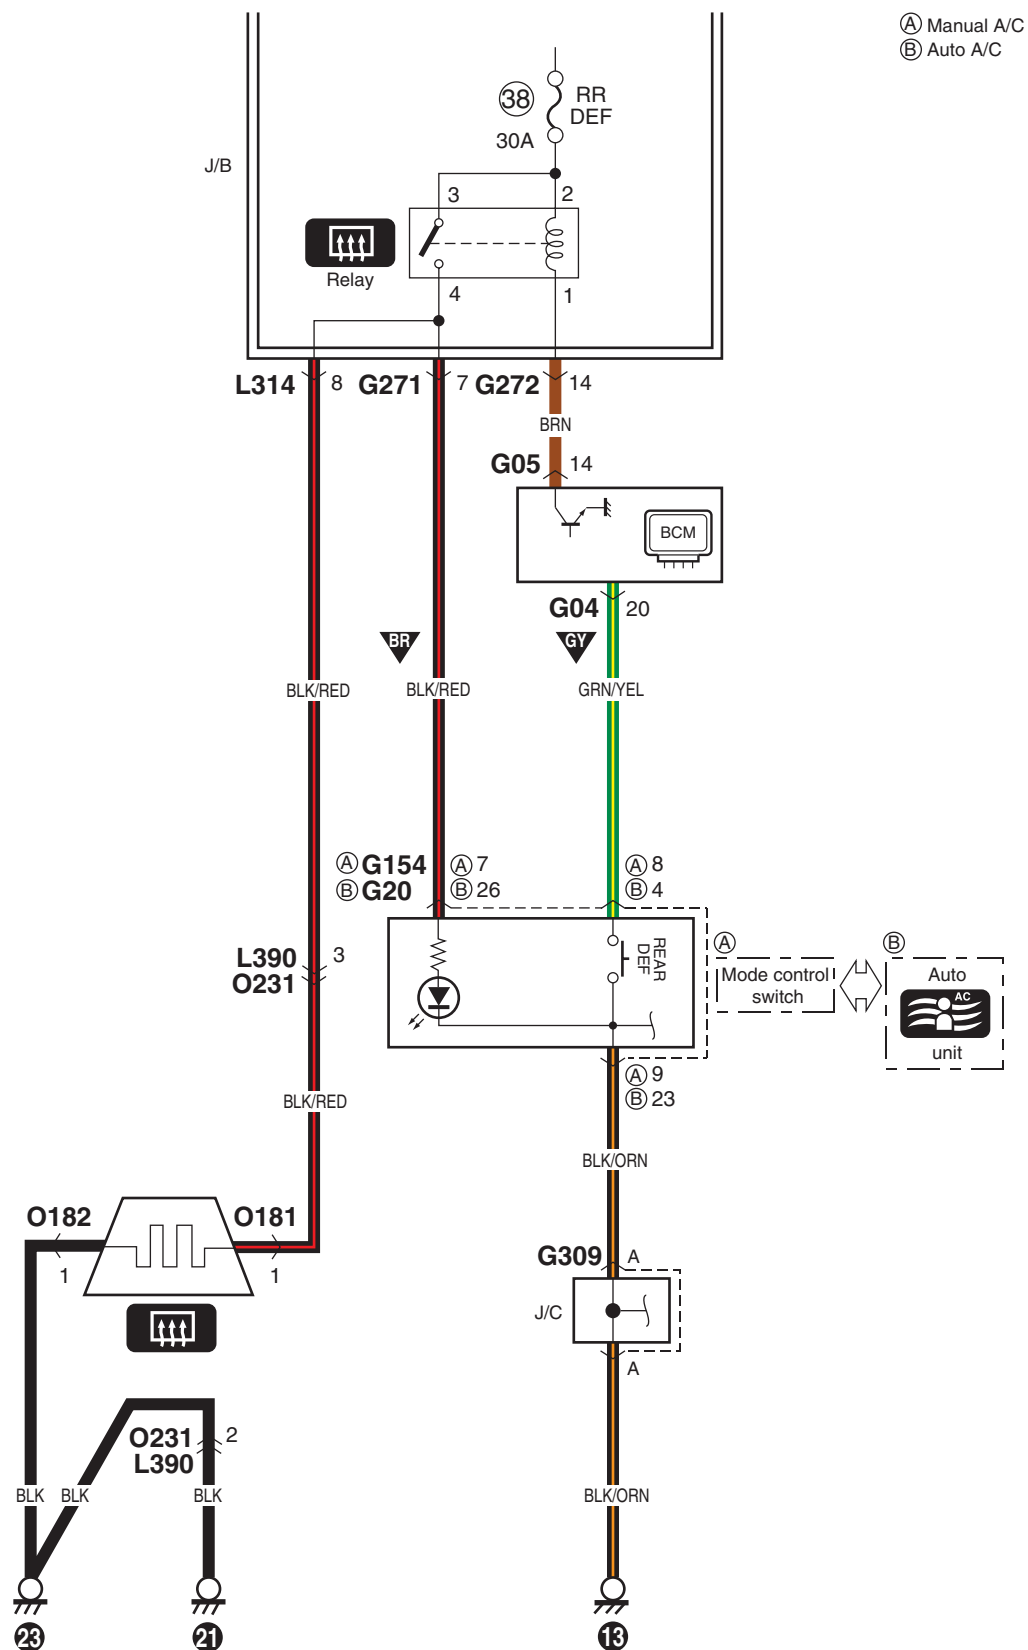 Ⓐ Manual A/C
Ⓑ Auto A/C
38 RR DEF
30A
J/B
3 2
Relay
4 1
L314 8 G271 7 G272 14
BRN
G05 14
BCM
G04 20
BR GY
BLK/RED BLK/RED GRN/YEL
Ⓐ G154 Ⓐ 7 Ⓐ 8
Ⓑ G20 Ⓑ 26 Ⓑ 4
REAR DEF
Ⓐ Ⓑ
L390 3
O231
Mode control
switch
Auto
AC
unit
Ⓐ 9
Ⓑ 23
BLK/RED
BLK/ORN
O182 O181
1 1
G309 A
J/C
A
O231 2
L390
BLK BLK BLK BLK/ORN
23 21 13